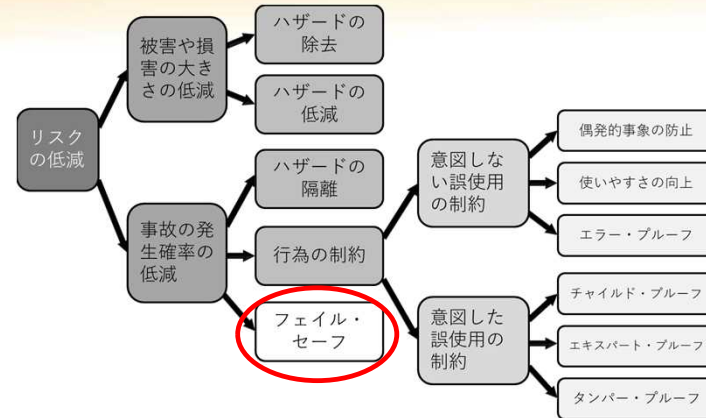 リスク
の低減
被害や損
害の大き
さの低減
事故の発
生確率の
低減
ハザードの
除去
ハザードの
低減
ハザードの
隔離
行為の制約
フェイル・
セーフ
意図しな
い誤使用
の制約
意図した
誤使用の
制約
偶発的事象の防止
使いやすさの向上
エラー・プルーフ
チャイルド・プルーフ
エキスパート・プルーフ
タンパー・プルーフ